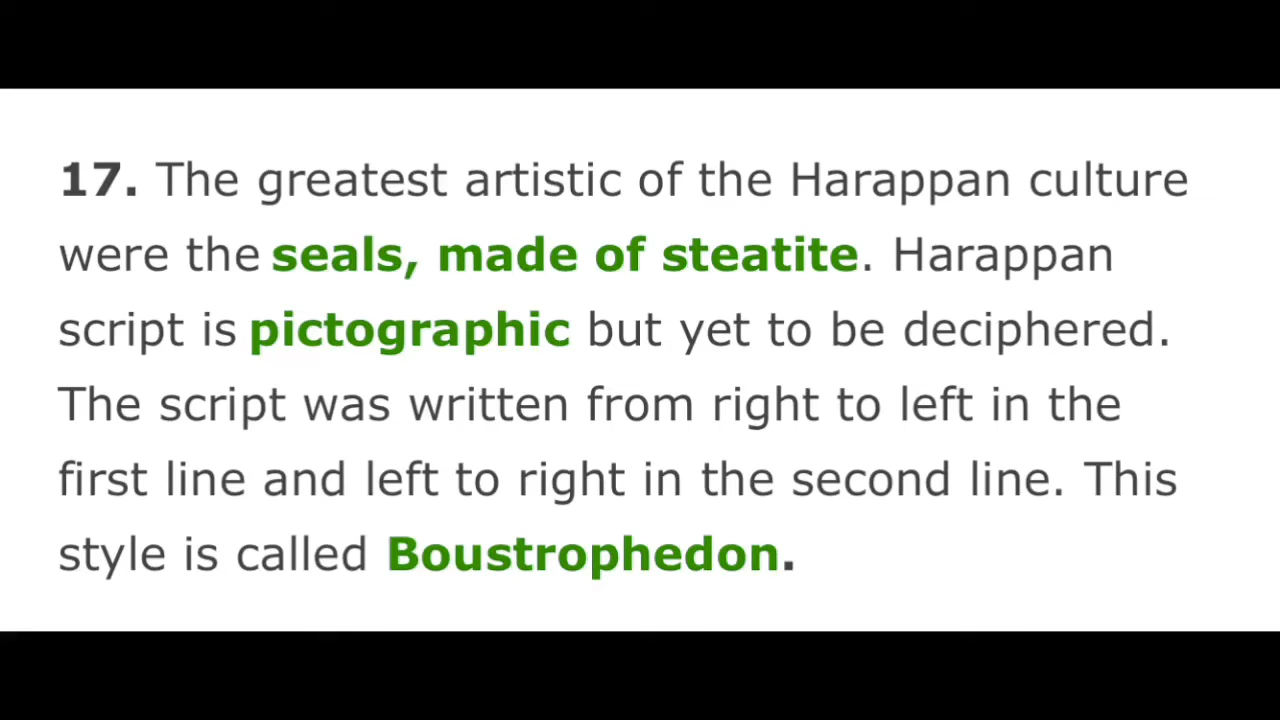 17. The greatest artistic of the Harappan culture
were the seals, made of steatite. Harappan
script is pictographic but yet to be deciphered.
The script was written from right to left in the
first line and left to right in the second line. This
style is called Boustrophedon.